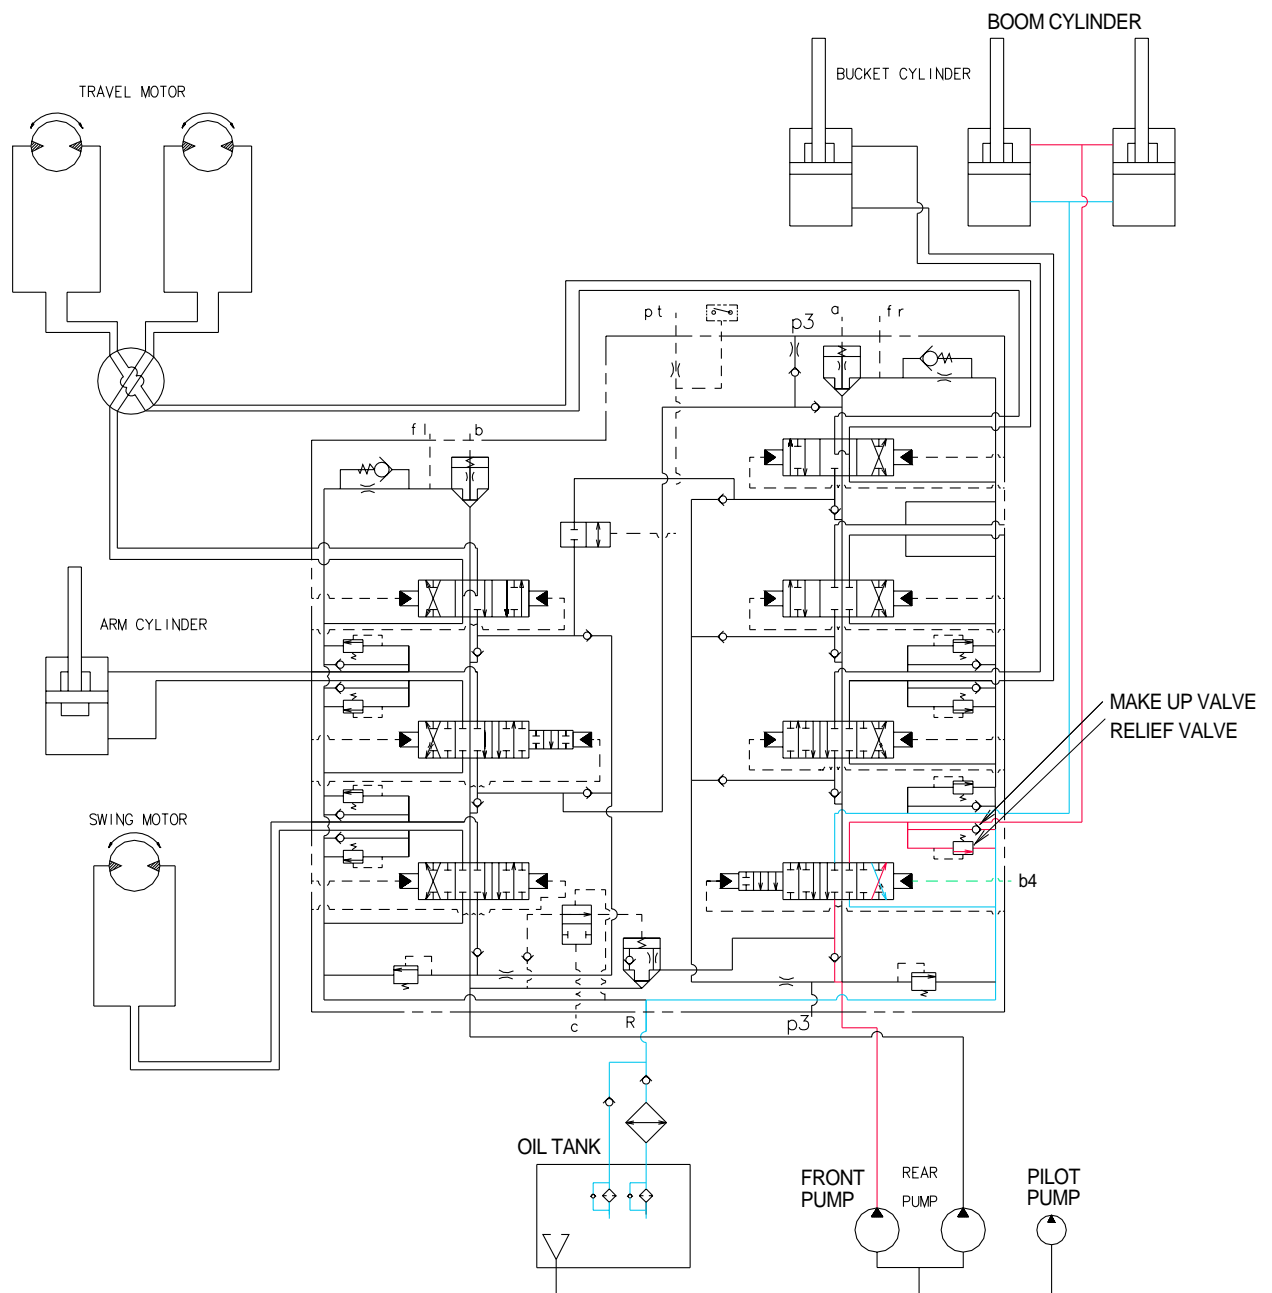 BOOM CYLINDER
BUCKET CYLINDER
TRAVEL MOTOR
pt
p3
a
fr
fl
b
ARM CYLINDER
MAKE UP VALVE
RELIEF VALVE
SWING MOTOR
b4
c
R
p3
OIL TANK
FRONT
PUMP
REAR
PUMP
PILOT
PUMP